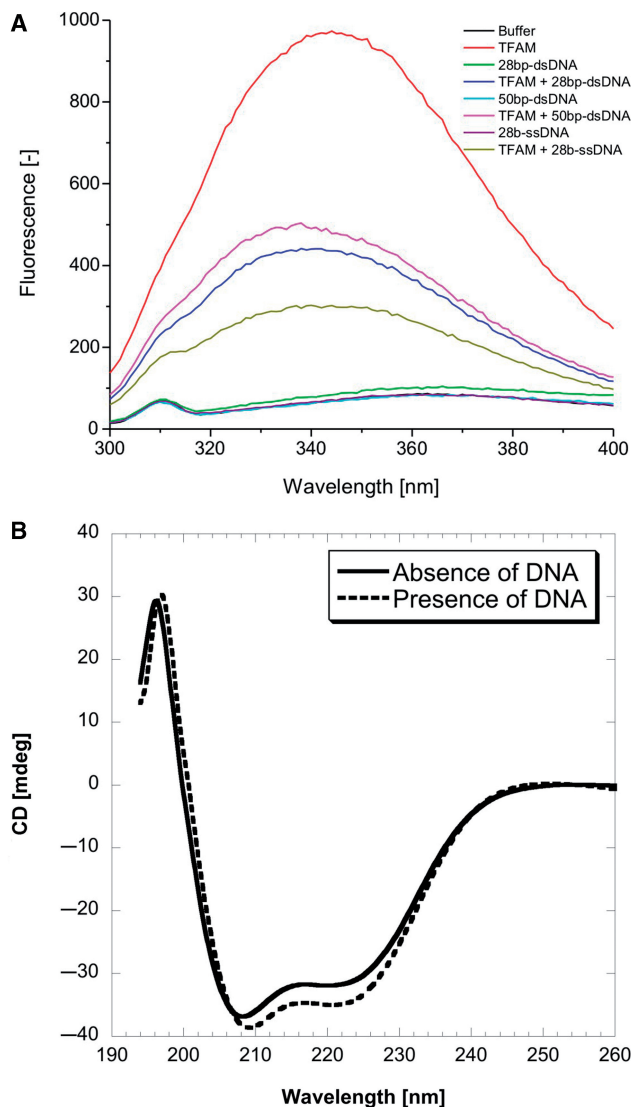 A
1000
800
600
400
200
0
Fluorescence [-]
300
320
340
360
380
400
Wavelength [nm]
Buffer
TFAM
28bp-dsDNA
TFAM + 28bp-dsDNA
50bp-dsDNA
TFAM + 50bp-dsDNA
28b-ssDNA
TFAM + 28b-ssDNA
B
40
30
20
10
0
−10
−20
−30
−40
CD [mdeg]
Absence of DNA
Presence of DNA
190
200
210
220
230
240
250
260
Wavelength [nm]